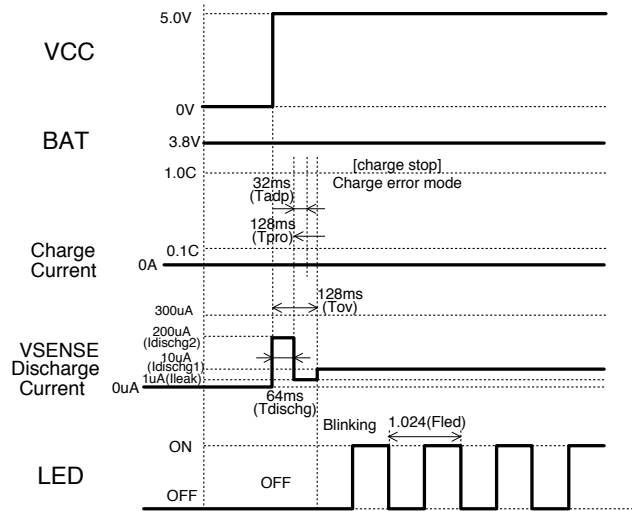 5.0V
VCC
0V
BAT
3.8V
[charge stop]
1.0C
Charge error mode
32ms
(Tadp)
128ms
(Tpro)
Charge
Current
0.1C
0A
128ms
(Tov)
300uA
200uA
(Idischg2)
VSENSE
Discharge
Current
10uA
(Idischg1)
1uA(Ileak)
0uA
64ms
(Tdischg)
Blinking
1.024(Fled)
ON
LED
OFF
OFF